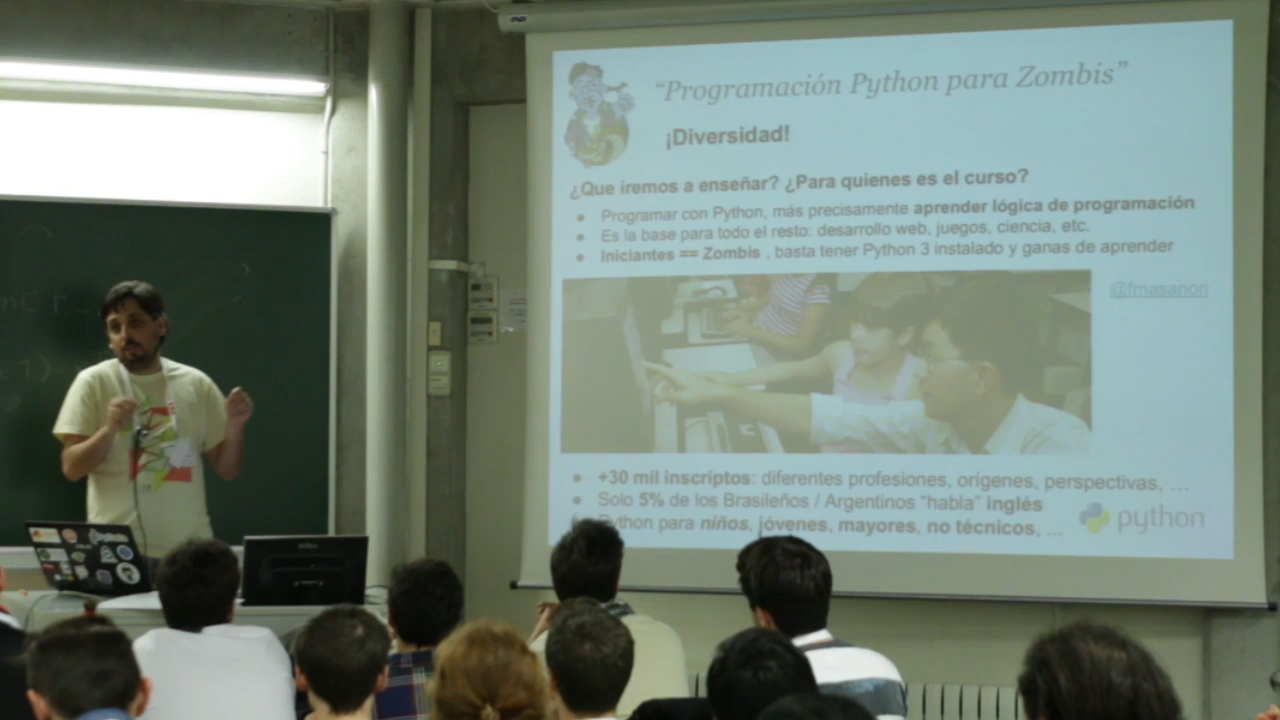 “Programación Python para Zombis”
¡Diversidad!
¿Que iremos a enseñar? ¿Para quienes es el curso?
• Programar con Python, más precisamente aprender lógica de programación
• Es la base para todo el resto: desarrollo web, juegos, ciencia, etc.
• Iniciantes == Zombis , basta tener Python 3 instalado y ganas de aprender
@fmasanori
• +30 mil inscriptos: diferentes profesiones, orígenes, perspectivas, ...
• Solo 5% de los Brasileños / Argentinos “habla” inglés
Python para niños, jóvenes, mayores, no técnicos, ...
python